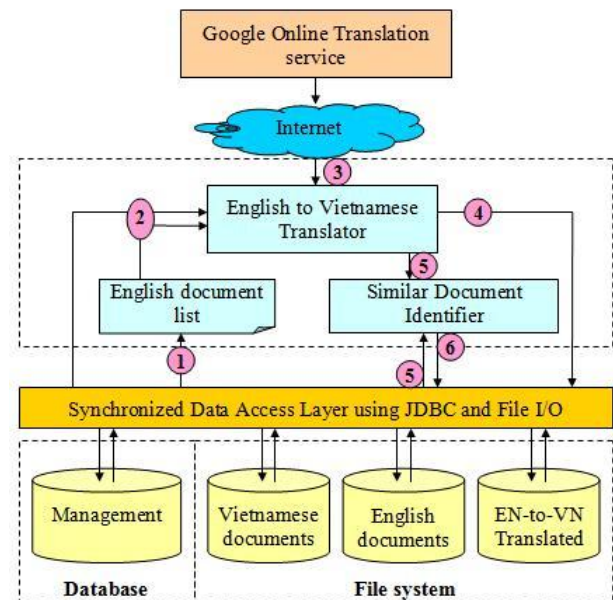 Google Online Translation
service
Internet
3
English to Vietnamese
Translator
2
4
5
English document
list
Similar Document
Identifier
1
5
6
Synchronized Data Access Layer using JDBC and File I/O
Management
Vietnamese
documents
English
documents
EN-to-VN
Translated
Database
File system